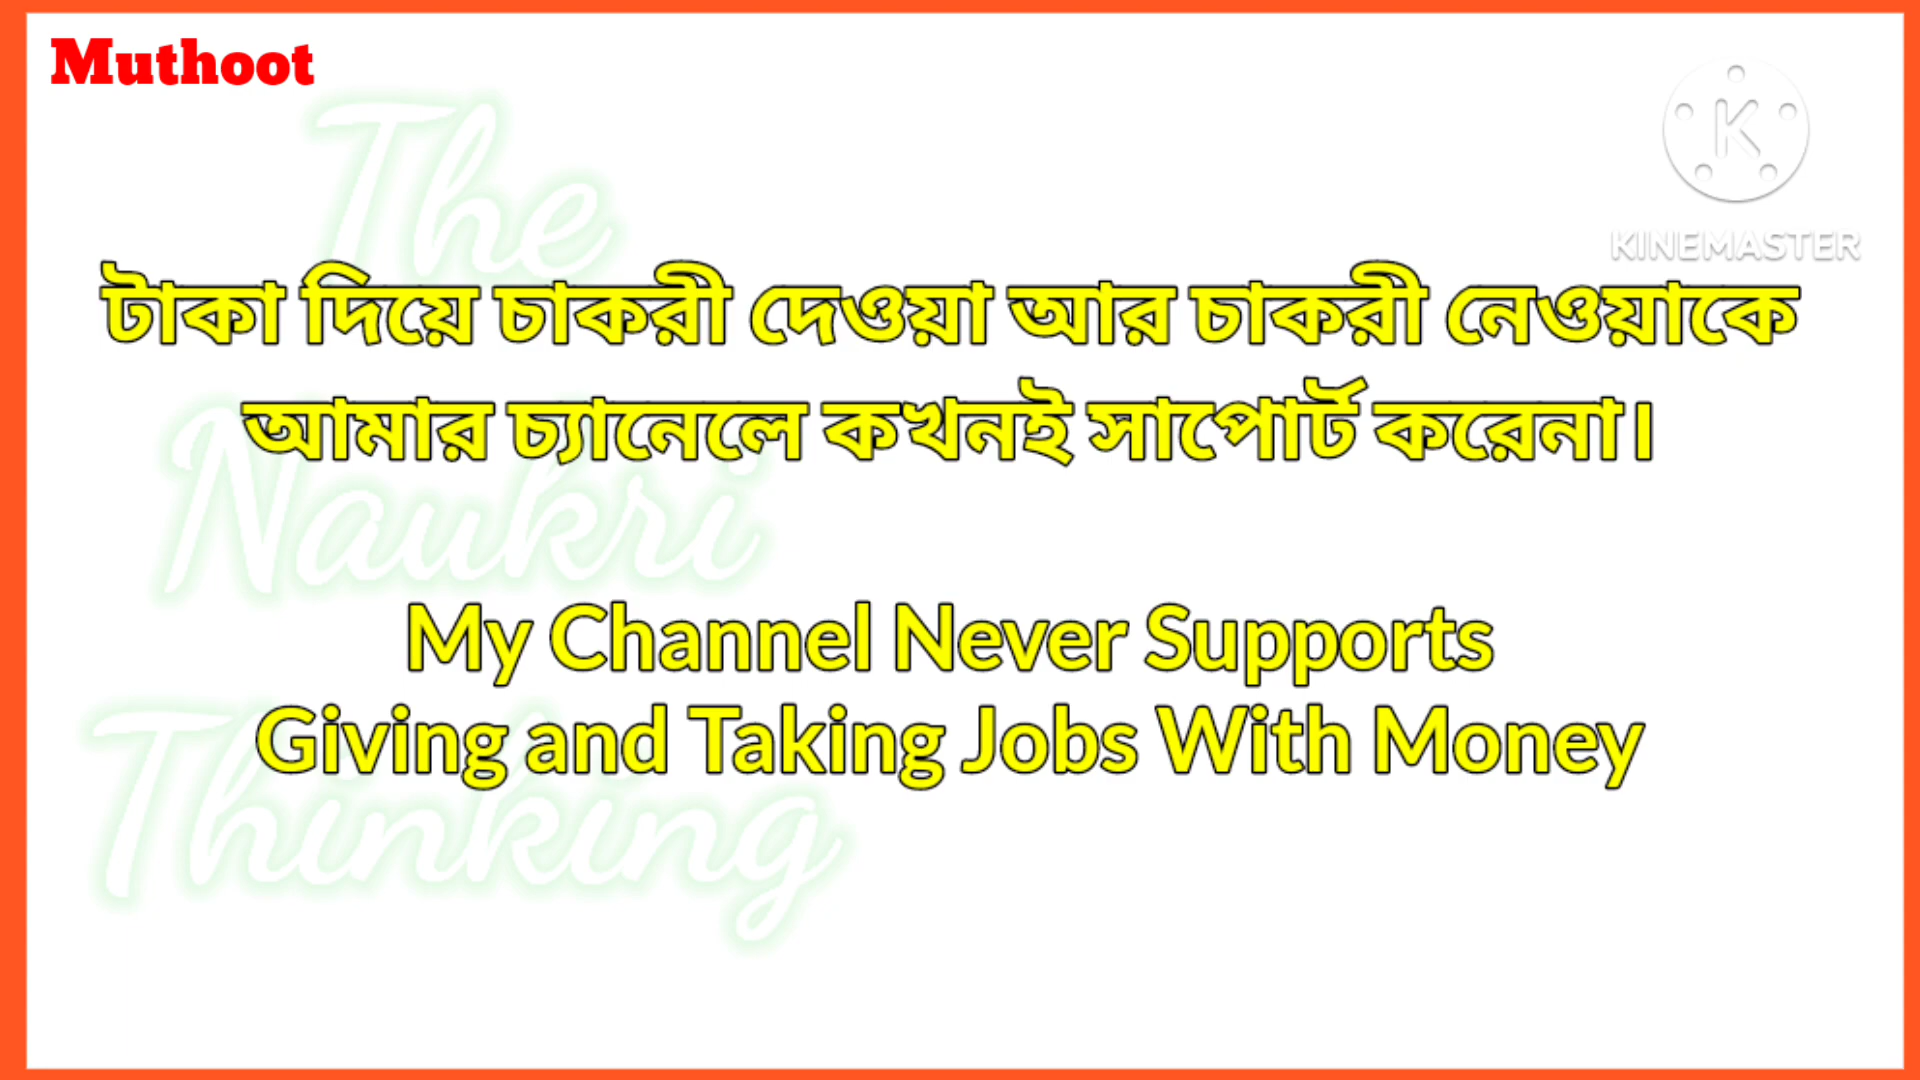 Muthoot
The
K
KINEMASTER
টাকা দিয়ে চাকরী দেওয়া আর চাকরী নেওয়াকে
আমার চ্যানেলে কখনই সাপোর্ট করেনা।
Naukri
My Channel Never Supports
Giving and Taking Jobs With Money
Thinking